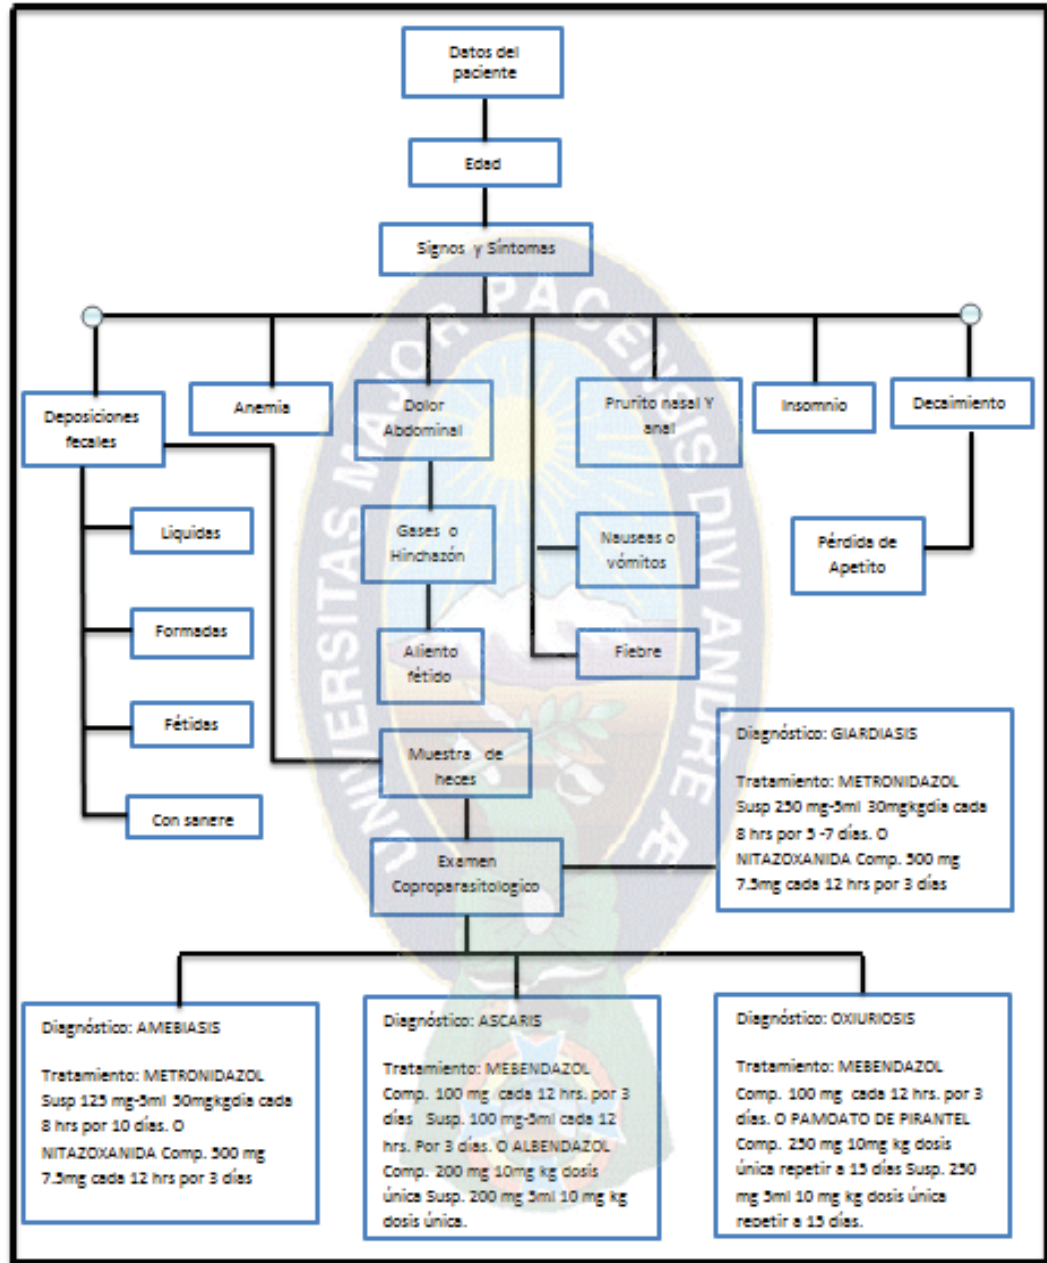 Datos del
paciente
Edad
Signos y Síntomas
Deposiciones
fecales
Anemia
Dolor
Abdominal
Prurito nasal Y
anal
Insomnio
Decaimiento
Liquidas
Gases o
Hinchazón
Nauseas o
vómitos
Pérdida de
Apetito
Formadas
Aliento
fétido
Fiebre
Fétidas
Muestra de
heces
Con sanere
Examen
Coproparasitologico
Diagnóstico: GIARDIASIS
Tratamiento: METRONIDAZOL
Susp 250 mg-5ml 30mgkgdia cada
8 hrs por 5 -7 días. O
NITAZOXANIDA Comp. 500 mg
7.5mg cada 12 hrs por 3 días
Diagnóstico: AMEBIASIS
Tratamiento: METRONIDAZOL
Susp 125 mg-5ml 50mgkgdia cada
8 hrs por 10 días. O
NITAZOXANIDA Comp. 500 mg
7.5mg cada 12 hrs por 3 días
Diagnóstico: ASCARIS
Tratamiento: MEBENDAZOL
Comp. 100 mg cada 12 hrs. por 3
días Susp. 100 mg-5ml cada 12
hrs. Por 3 días. O ALBENDAZOL
Comp. 200 mg 10mg kg dosis
única Susp. 200 mg 5ml 10 mg kg
dosis única.
Diagnóstico: OXIURIOSIS
Tratamiento: MEBENDAZOL
Comp. 100 mg cada 12 hrs. por 3
días. O PAMOATO DE PIRANTEL
Comp. 250 mg 10mg kg dosis
única repetir a 15 días Susp. 250
mg 5ml 10 mg kg dosis única
repetir a 15 días.
UNIVERSITAS MAJOR PACENSIS DIVI ANDRE Æ